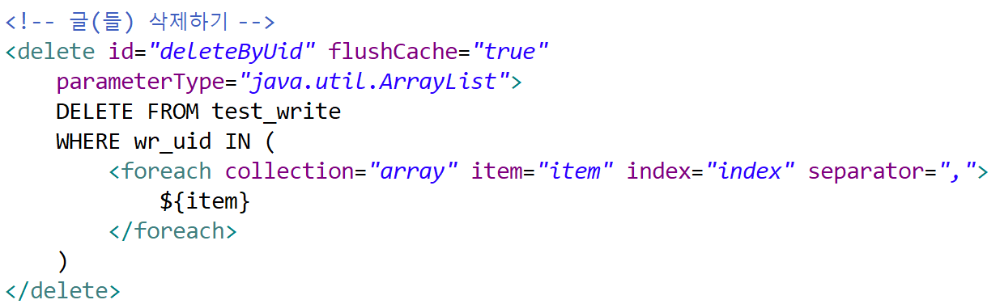 <!-- 글(들) 삭제하기 -->
<delete id="deleteByUid" flushCache="true"
    parameterType="java.util.ArrayList">
    DELETE FROM test_write
    WHERE wr_uid IN (
        <foreach collection="array" item="item" index="index" separator=",">
            ${item}
        </foreach>
    )
</delete>